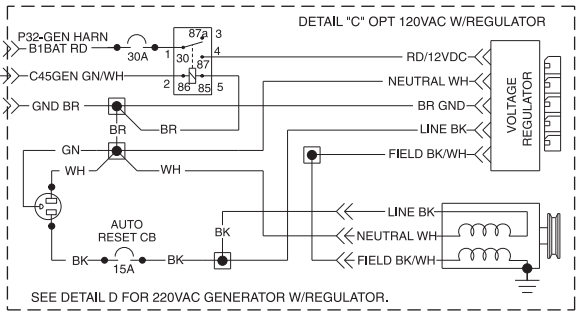 DETAIL "C" OPT 120VAC W/REGULATOR
P32-GEN HARN
B1BAT RD
30A
87a 3
1 30
4
87
2 86 85 5
C45GEN GN/WH
GND BR
BR
BR
GN
WH
WH
RD/12VDC
NEUTRAL WH
BR GND
LINE BK
FIELD BK/WH
VOLTAGE
REGULATOR
AUTO
RESET CB
15A
BK
BK
BK
LINE BK
NEUTRAL WH
FIELD BK/WH
SEE DETAIL D FOR 220VAC GENERATOR W/REGULATOR.